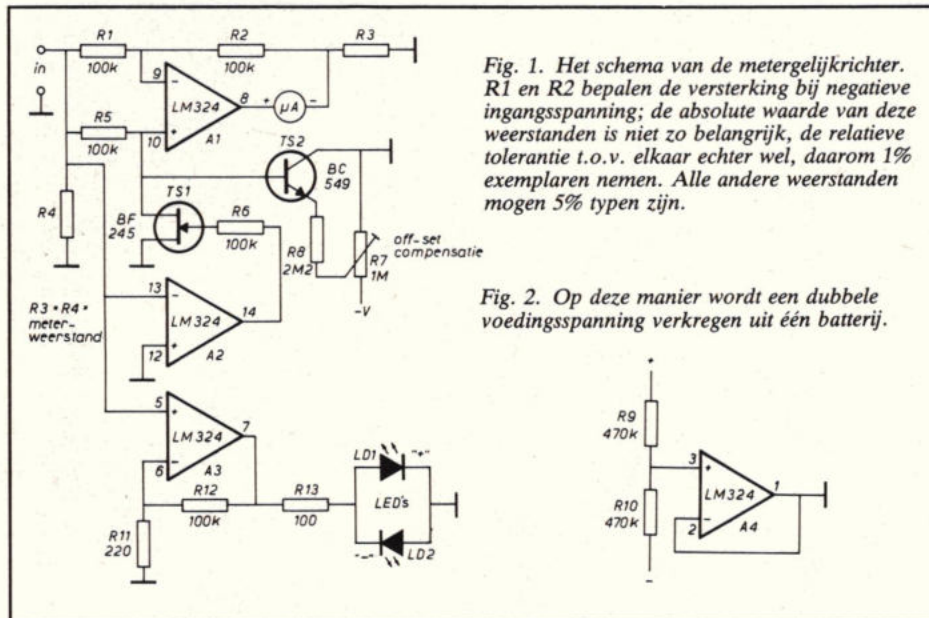 R1
R2
R3
100k
100k
in
9
−
LM324
8
+
µA
−
R5
+
10
A1
100k
TS2
BC
549
TS1
R4
BF
245
R6
100k
R8
2M2
off-set
compensatie
R7
1M
-V
13
−
14
LM324
R3 = R4 =
meter-
weerstand
+
12
A2
5
+
7
LM324
−
6
A3
LD1
"+"
R12
R13
LED's
100k
100
R11
220
"−"
LD2
Fig. 1. Het schema van de metergelijkrichter.
R1 en R2 bepalen de versterking bij negatieve
ingangsspanning; de absolute waarde van deze
weerstanden is niet zo belangrijk, de relatieve
tolerantie t.o.v. elkaar echter wel, daarom 1%
exemplaren nemen. Alle andere weerstanden
mogen 5% typen zijn.
Fig. 2. Op deze manier wordt een dubbele
voedingsspanning verkregen uit één batterij.
+
R9
470k
3
+
1
LM324
R10
470k
−
2
A4
−